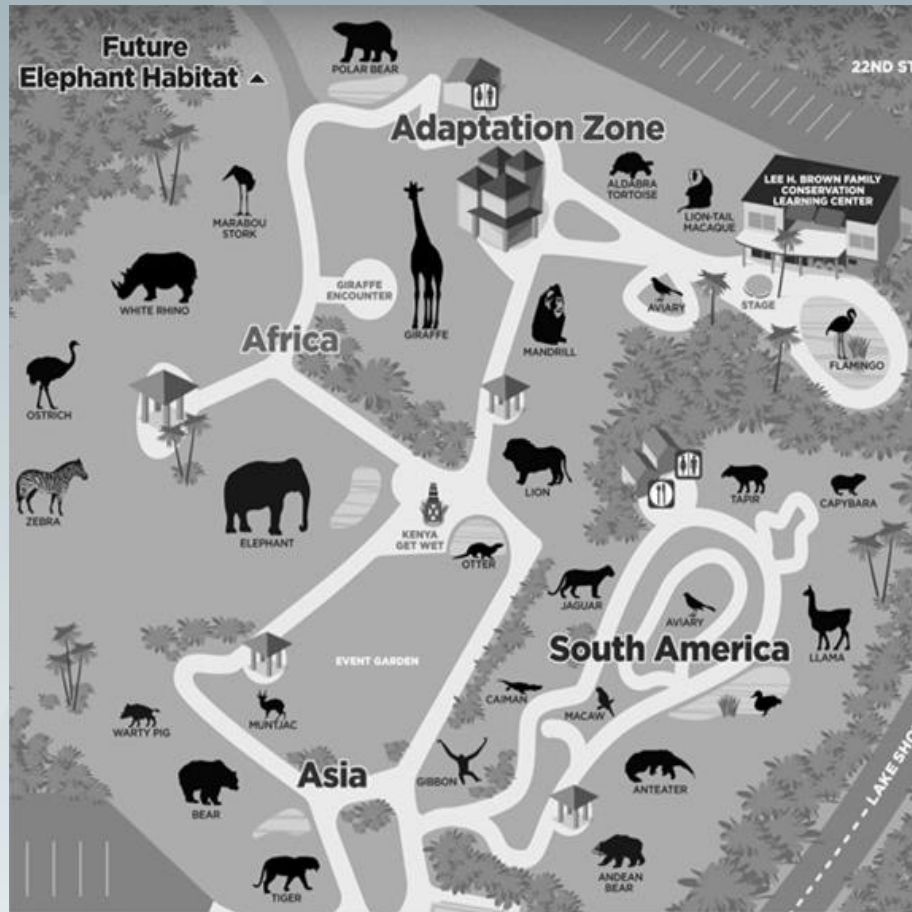 Future
Elephant Habitat
POLAR BEAR
22ND ST
Adaptation Zone
MARABOU
STORK
ALDABRA
TORTOISE
LION-TAIL
MACAQUE
LEE H. BROWN FAMILY
CONSERVATION
LEARNING CENTER
WHITE RHINO
GIRAFFE
ENCOUNTER
GIRAFFE
AVIARY
STAGE
Africa
MANDRILL
FLAMINGO
OSTRICH
ZEBRA
ELEPHANT
LION
TAPIR
CAPYBARA
KENYA
GET WET
OTTER
JAGUAR
AVIARY
South America
LLAMA
EVENT GARDEN
CAIMAN
MACAW
WARTY PIG
MUNTJAC
Asia
GIBBON
ANTEATER
BEAR
LAKE SHO
TIGER
ANDEAN
BEAR